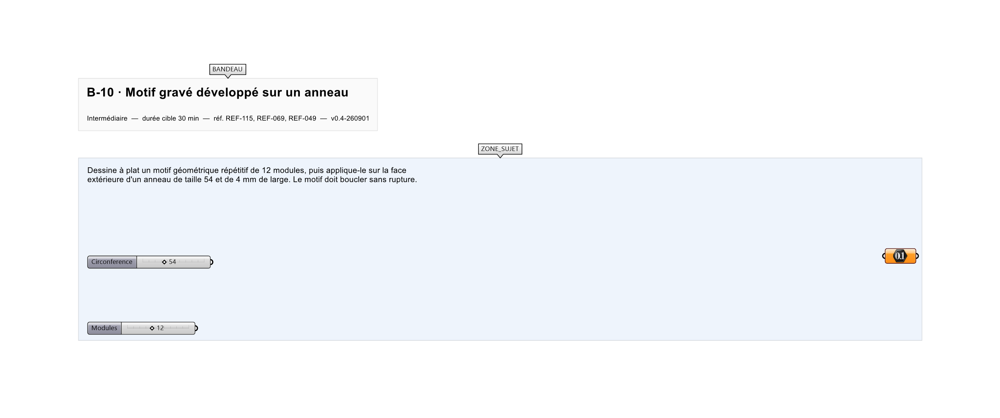 BANDEAU
B-10 · Motif gravé développé sur un anneau
Intermédiaire — durée cible 30 min — réf. REF-115, REF-069, REF-049 — v0.4-260901
ZONE_SUJET
Dessine à plat un motif géométrique répétitif de 12 modules, puis applique-le sur la face
extérieure d'un anneau de taille 54 et de 4 mm de large. Le motif doit boucler sans rupture.
Circonference 54
0.1
Modules 12